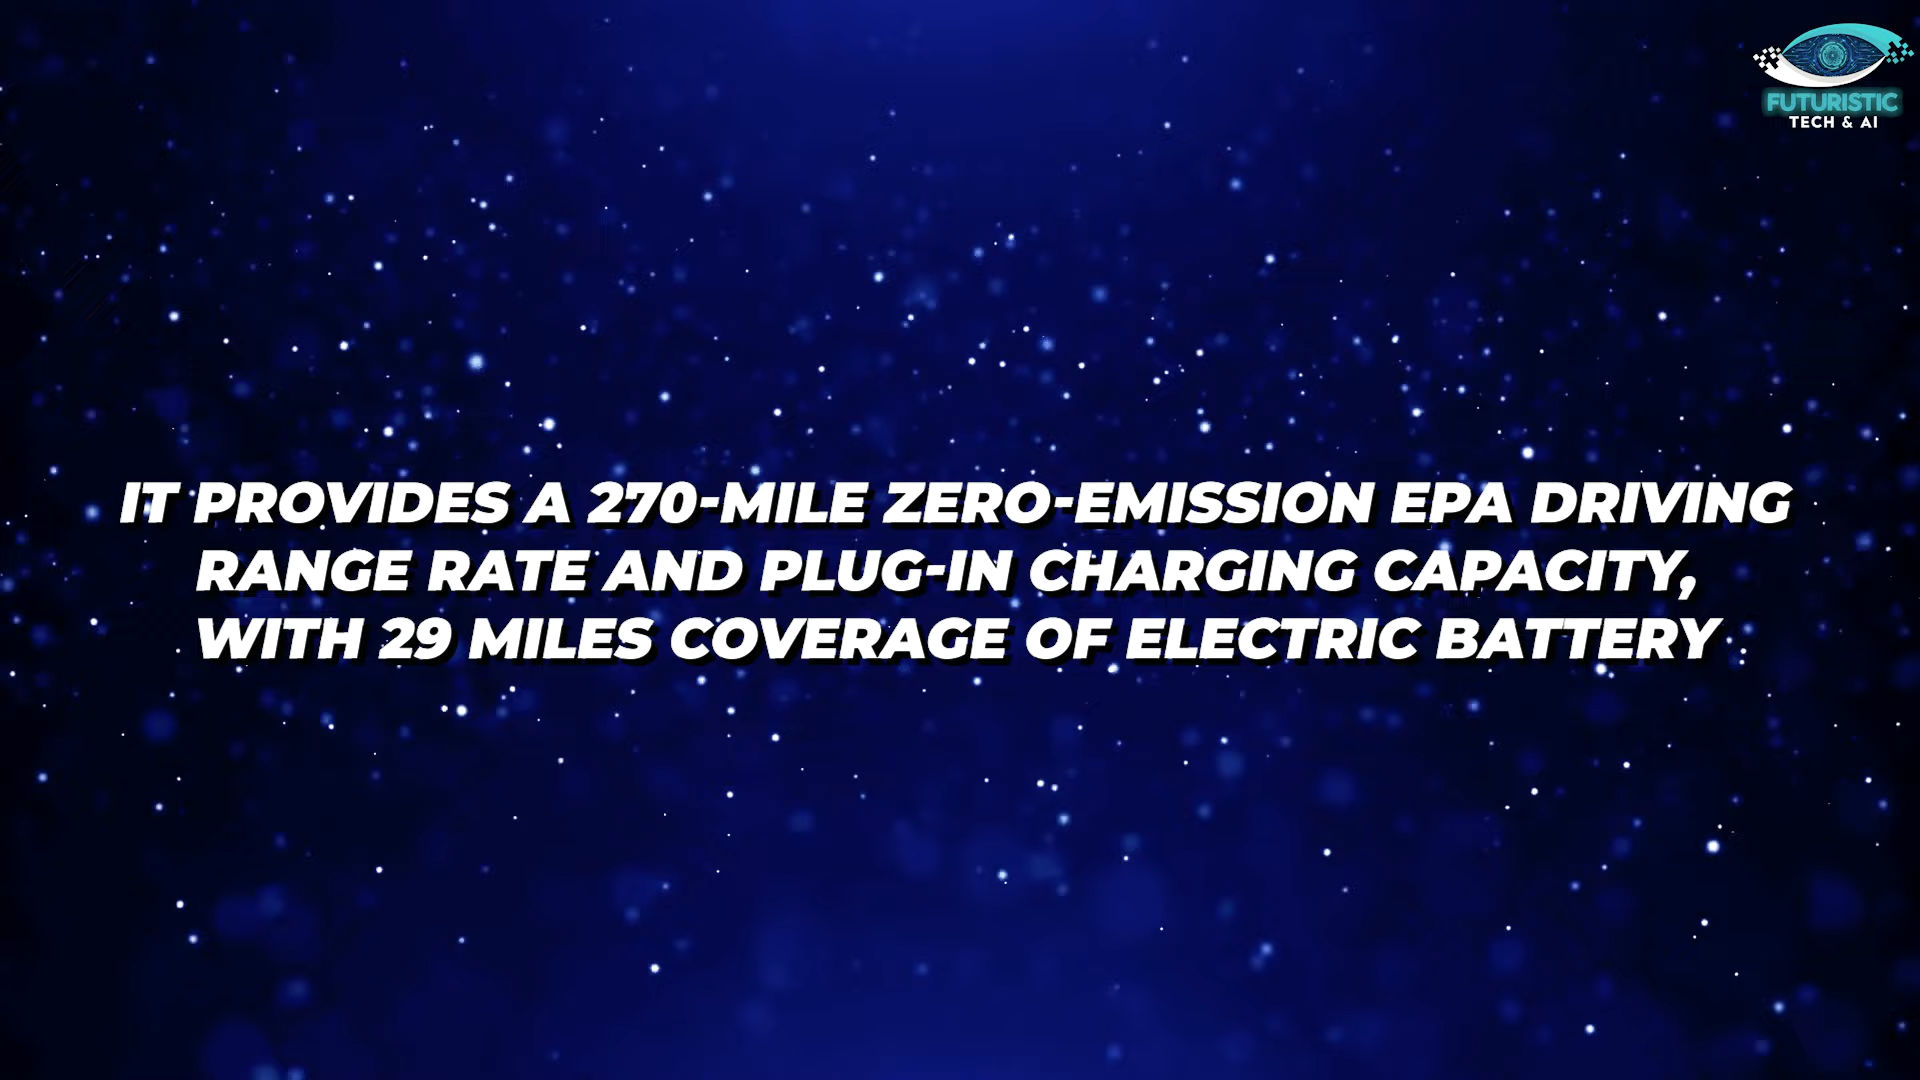 FUTURISTIC
TECH & AI
IT PROVIDES A 270-MILE ZERO-EMISSION EPA DRIVING
RANGE RATE AND PLUG-IN CHARGING CAPACITY,
WITH 29 MILES COVERAGE OF ELECTRIC BATTERY